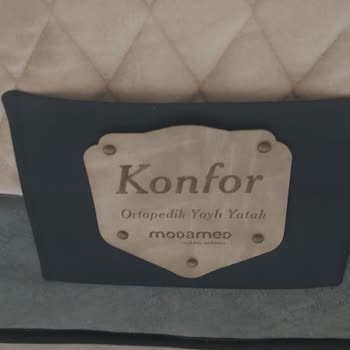 Konfor
Ortopedik Yaylı Yatak
modamed